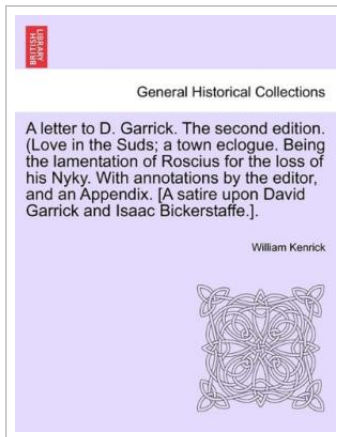 BRITISH
LIBRARY
General Historical Collections
A letter to D. Garrick. The second edition.
(Love in the Suds; a town eclogue. Being
the lamentation of Roscius for the loss of
his Nyky. With annotations by the editor,
and an Appendix. [A satire upon David
Garrick and Isaac Bickerstaffe.].
William Kenrick